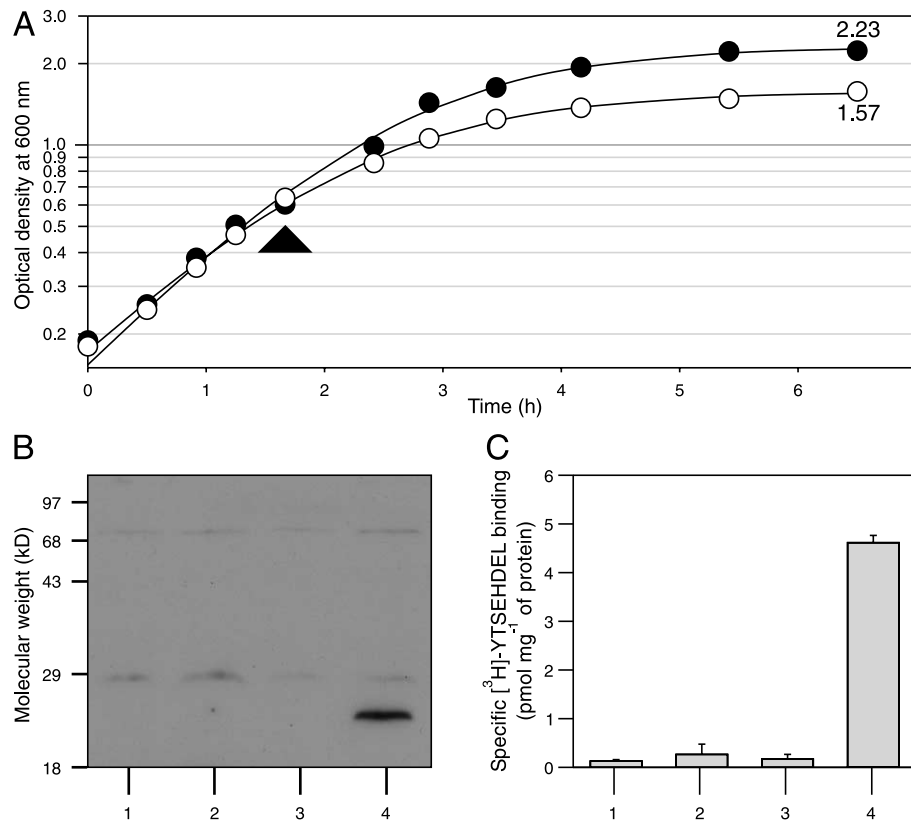 A
3.0
2.0
1.0
0.9
0.8
0.7
0.6
0.5
0.4
0.3
0.2
Optical density at 600 nm
2.23
1.57
0 1 2 3 4 5 6
Time (h)
B
97
68
43
29
18
Molecular weight (kD)
1 2 3 4
C
6
5
4
3
2
1
0
Specific [³H]-YTSEHDEL binding
(pmol mg⁻¹ of protein)
1 2 3 4